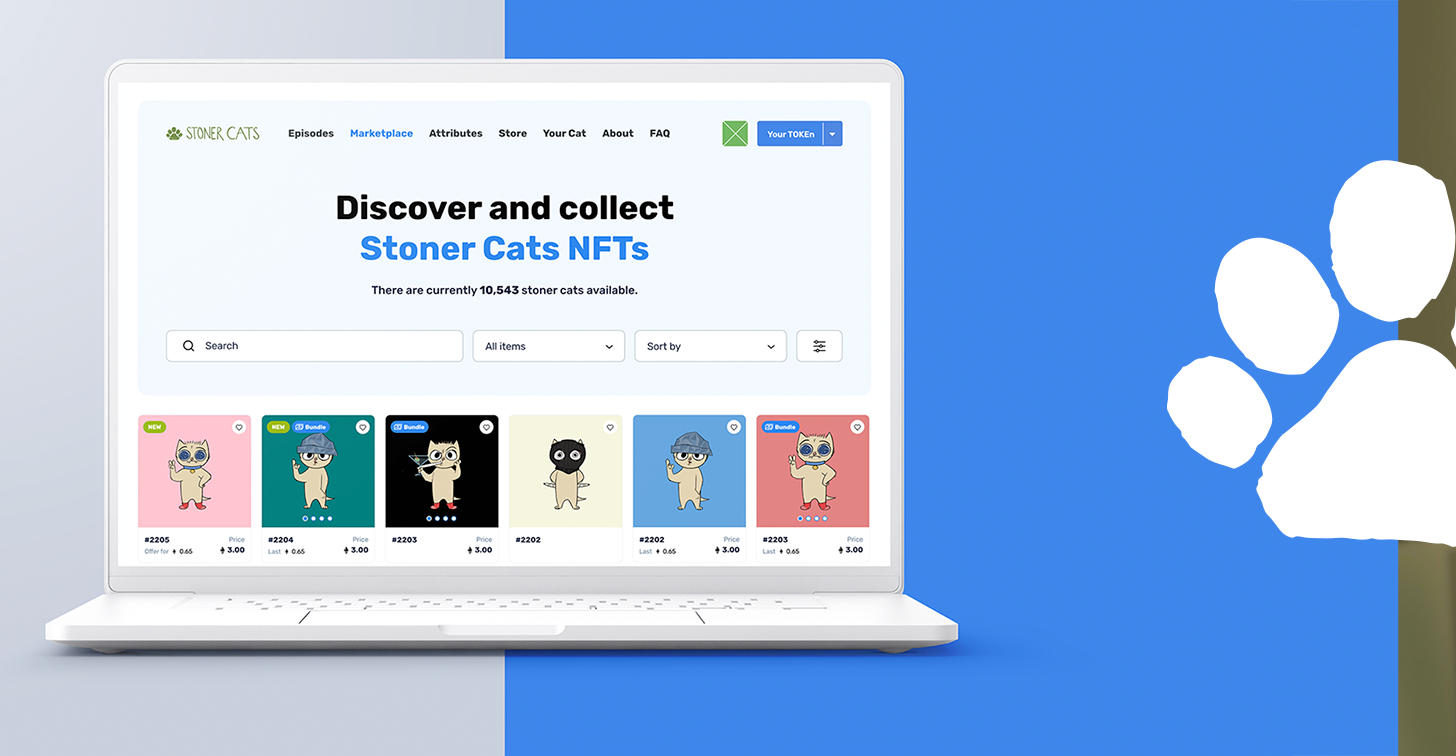 STONER CATS Episodes Marketplace Attributes Store Your Cat About FAQ Your TOKEn
Discover and collect
Stoner Cats NFTs
There are currently 10,543 stoner cats available.
Search All items Sort by
NEW NEW Bundle Bundle Bundle
#2205 Price #2204 Price #2203 Price #2202 #2202 Price #2203 Price
Offer for 0.65 3.00 Last 0.65 3.00 3.00 Last 0.65 3.00 Last 0.65 3.00